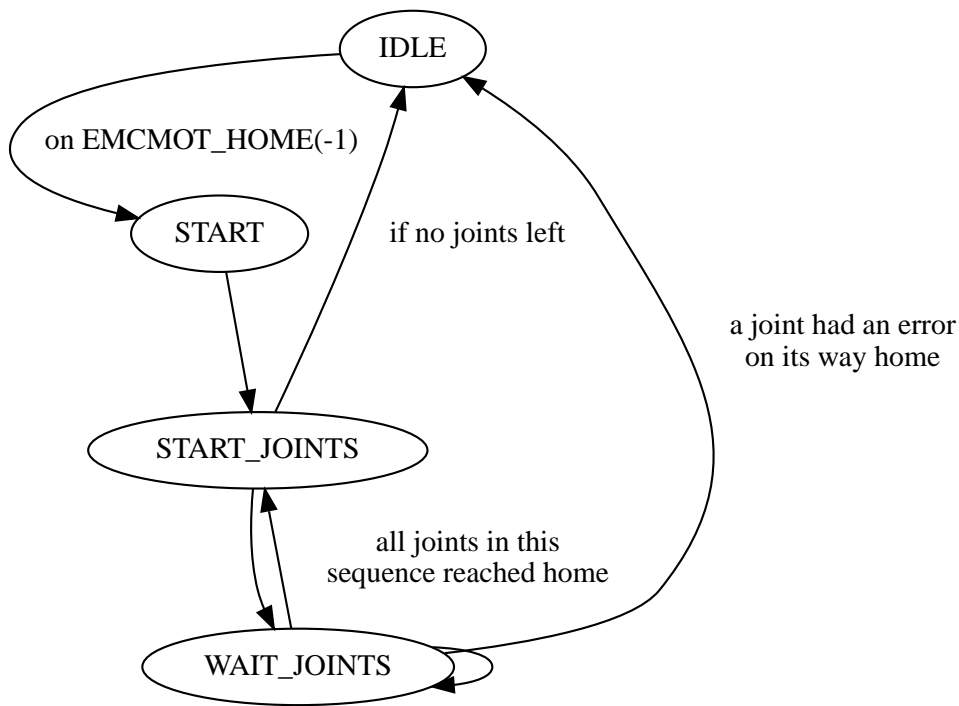 IDLE
on EMCMOT_HOME(-1)
START
if no joints left
a joint had an error
on its way home
START_JOINTS
all joints in this
sequence reached home
WAIT_JOINTS